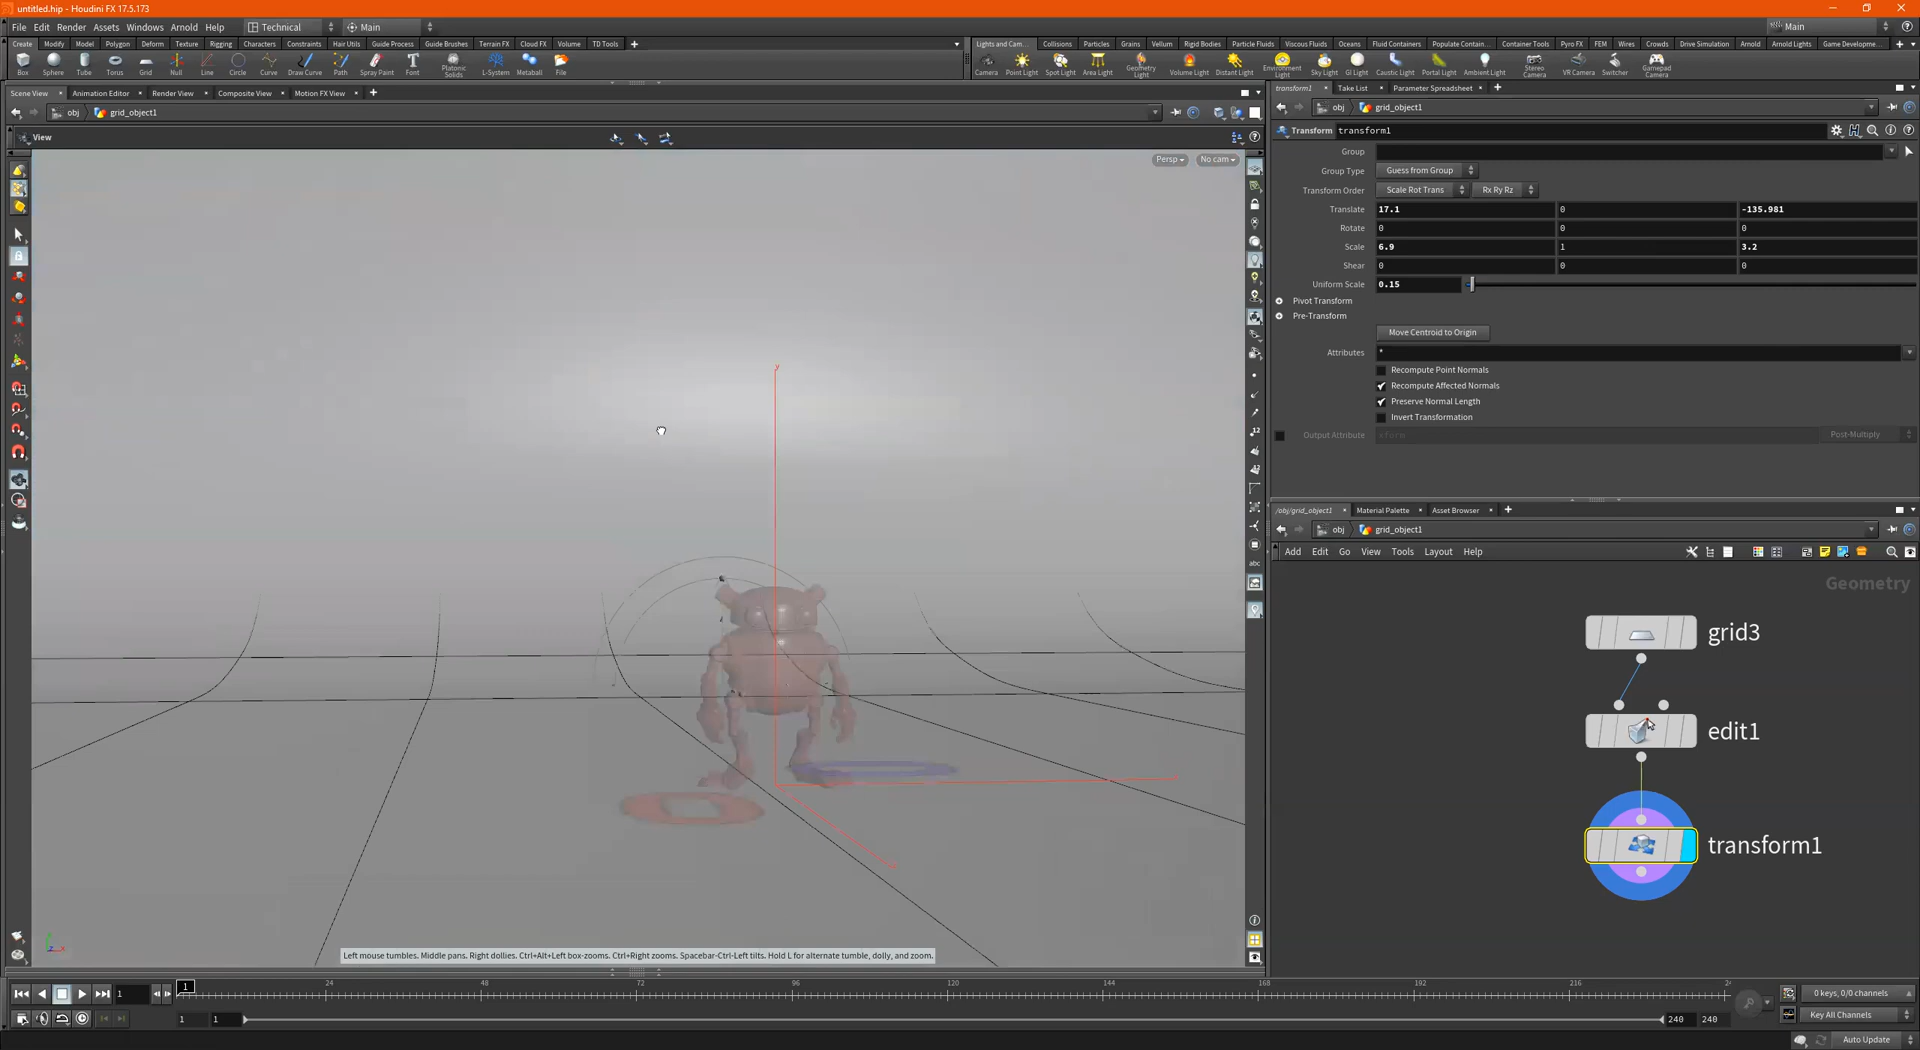 untitled.hip - Houdini FX 17.5.173
File Edit Render Assets Windows Arnold Help Technical Main Main
Create Modify Model Polygon Deform Texture Rigging Characters Constraints Hair Utils Guide Process Guide Brushes Terrain FX Cloud FX Volume TD Tools
Lights and Cam... Collisions Particles Grains Vellum Rigid Bodies Particle Fluids Viscous Fluids Oceans Fluid Containers Populate Contain... Container Tools Pyro FX FEM Wires Crowds Drive Simulation Arnold Arnold Lights Game Developme...
Box Sphere Tube Torus Grid Null Line Circle Curve Draw Curve Path Spray Paint Font Platonic Solids L-System Metaball File
Camera Point Light Spot Light Area Light Geometry Light Volume Light Distant Light Environment Light Sky Light GI Light Caustic Light Portal Light Ambient Light Stereo Camera VR Camera Switcher Gamepad Camera
Scene View Animation Editor Render View Composite View Motion FX View
transform1 Take List Parameter Spreadsheet
obj grid_object1
obj grid_object1
View
Transform transform1
Persp No cam
Group
Group Type Guess from Group
Transform Order Scale Rot Trans Rx Ry Rz
Translate 17.1 0 -135.981
Rotate 0 0 0
Scale 6.9 1 3.2
Shear 0 0 0
Uniform Scale 0.15
Pivot Transform
Pre-Transform
Move Centroid to Origin
Attributes *
Recompute Point Normals
Recompute Affected Normals
Preserve Normal Length
Invert Transformation
Output Attribute xform Post-Multiply
y
/obj/grid_object1 Material Palette Asset Browser
obj grid_object1
Add Edit Go View Tools Layout Help
Geometry
grid3
edit1
transform1
12
abc
Left mouse tumbles. Middle pans. Right dollies. Ctrl+Alt+Left box-zooms. Ctrl+Right zooms. Spacebar-Ctrl-Left tilts. Hold L for alternate tumble, dolly, and zoom.
1 1 24 48 72 96 120 144 168 192 216
0 keys, 0/0 channels
1 1 240 240
Key All Channels
Auto Update